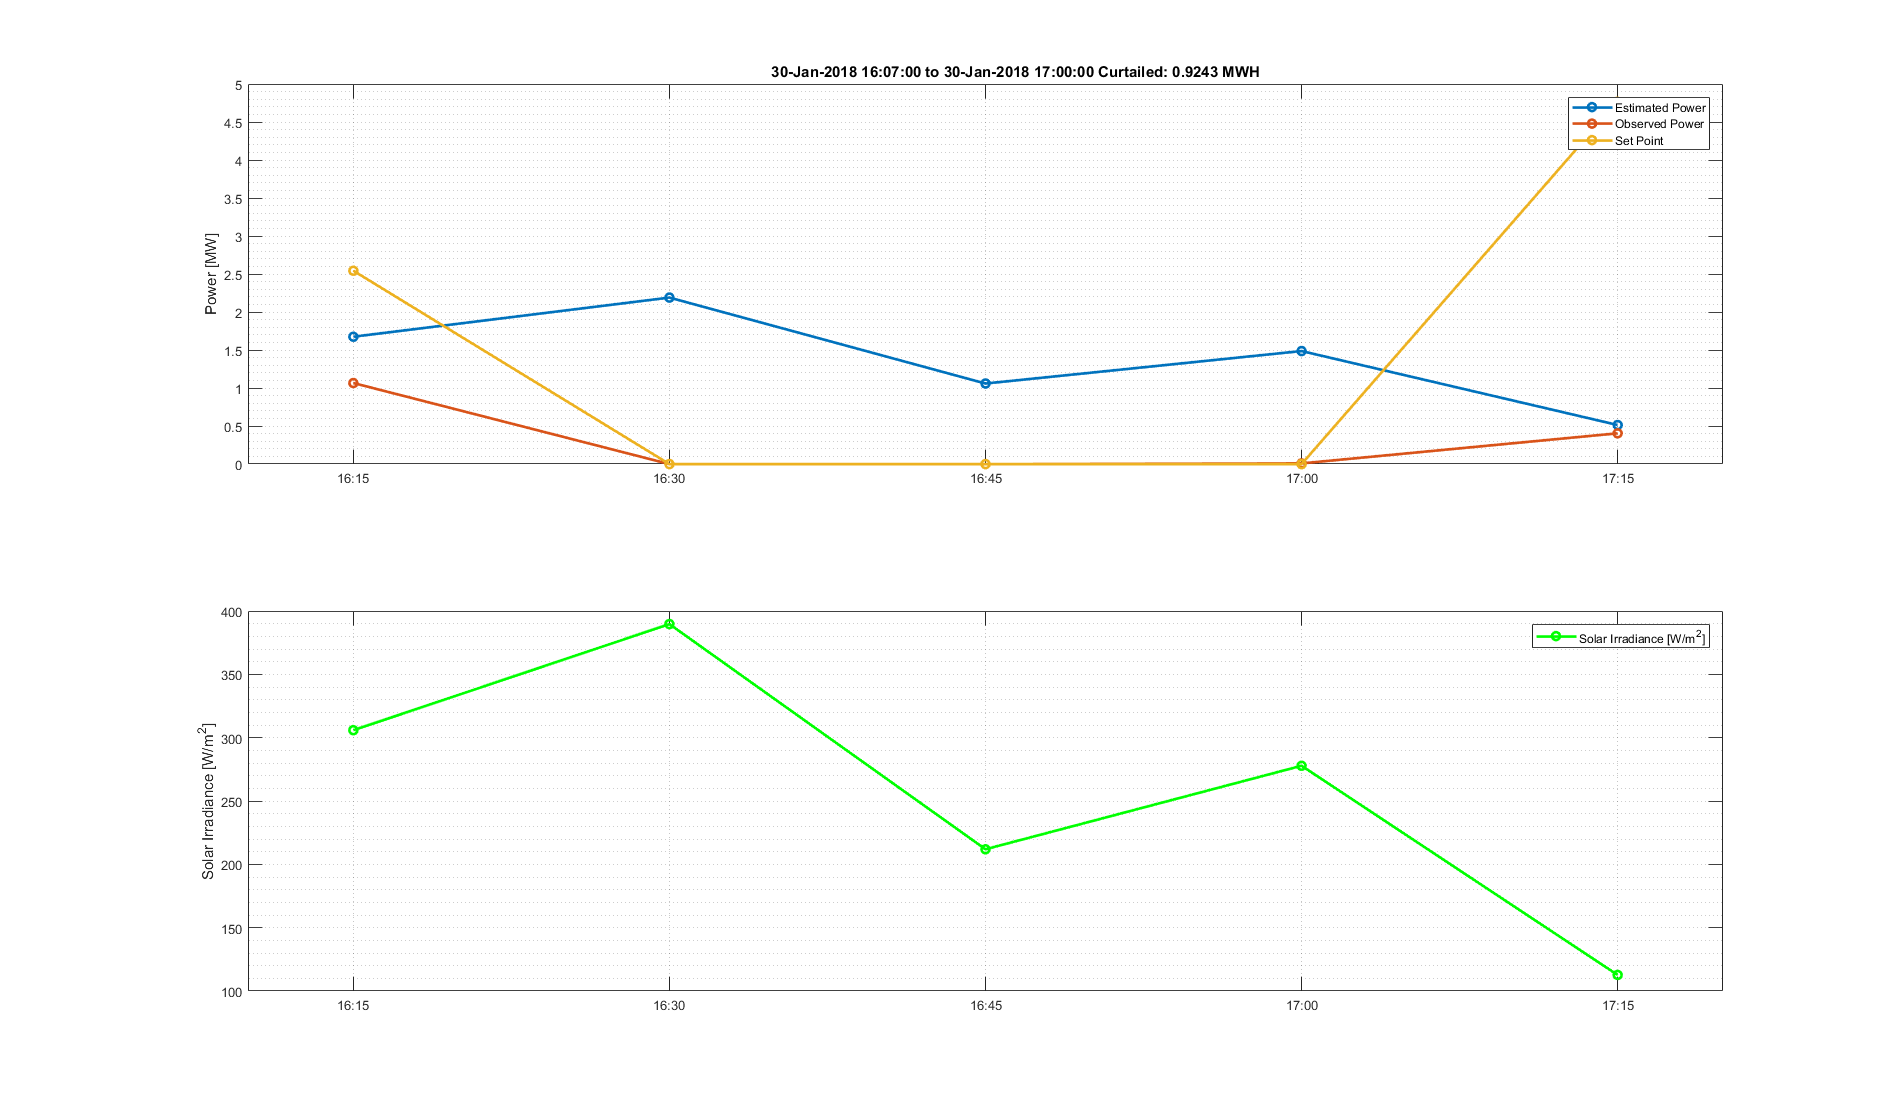 30-Jan-2018 16:07:00 to 30-Jan-2018 17:00:00 Curtailed: 0.9243 MWH
Power [MW]
5
4.5
4
3.5
3
2.5
2
1.5
1
0.5
0
Estimated Power
Observed Power
Set Point
16:15 16:30 16:45 17:00 17:15
Solar Irradiance [W/m²]
400
350
300
250
200
150
100
Solar Irradiance [W/m²]
16:15 16:30 16:45 17:00 17:15